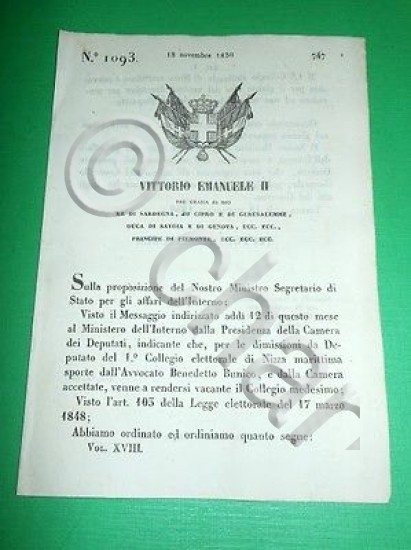 N.° 1093.
18 novembre 1850
747
VITTORIO EMANUELE II
PER GRAZIA DI DIO
RE DI SARDEGNA, DI CIPRO E DI GERUSALEMME,
DUCA DI SAVOIA E DI GENOVA, ECC. ECC.,
PRINCIPE DI PIEMONTE, ECC. ECC. ECC.
Sulla proposizione del Nostro Ministro Segretario di
Stato per gli affari dell'Interno;
Visto il Messaggio indirizzato addì 12 di questo mese
al Ministero dell'Interno dalla Presidenza della Camera
dei Deputati, indicante che, per le dimissioni da De-
putato del 1.° Collegio elettorale di Nizza marittima
sporte dall'Avvocato Benedetto Bunico, e dalla Camera
accettate, venne a rendersi vacante il Collegio medesimo;
Visto l'art. 105 della Legge elettorale del 17 marzo
1848;
Abbiamo ordinato ed ordiniamo quanto segue:
Vol. XVIII.